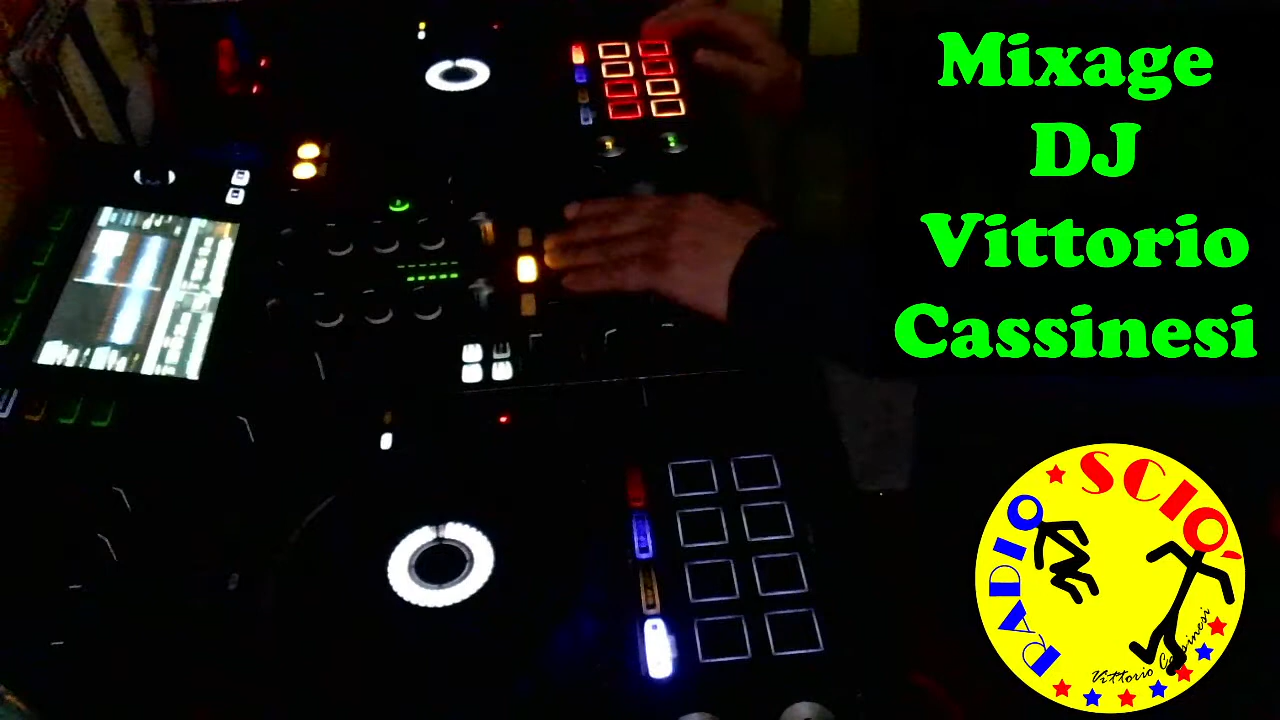 Mixage
DJ
Vittorio
Cassinesi
RADIO
SCIO'
Vittorio Cassinesi